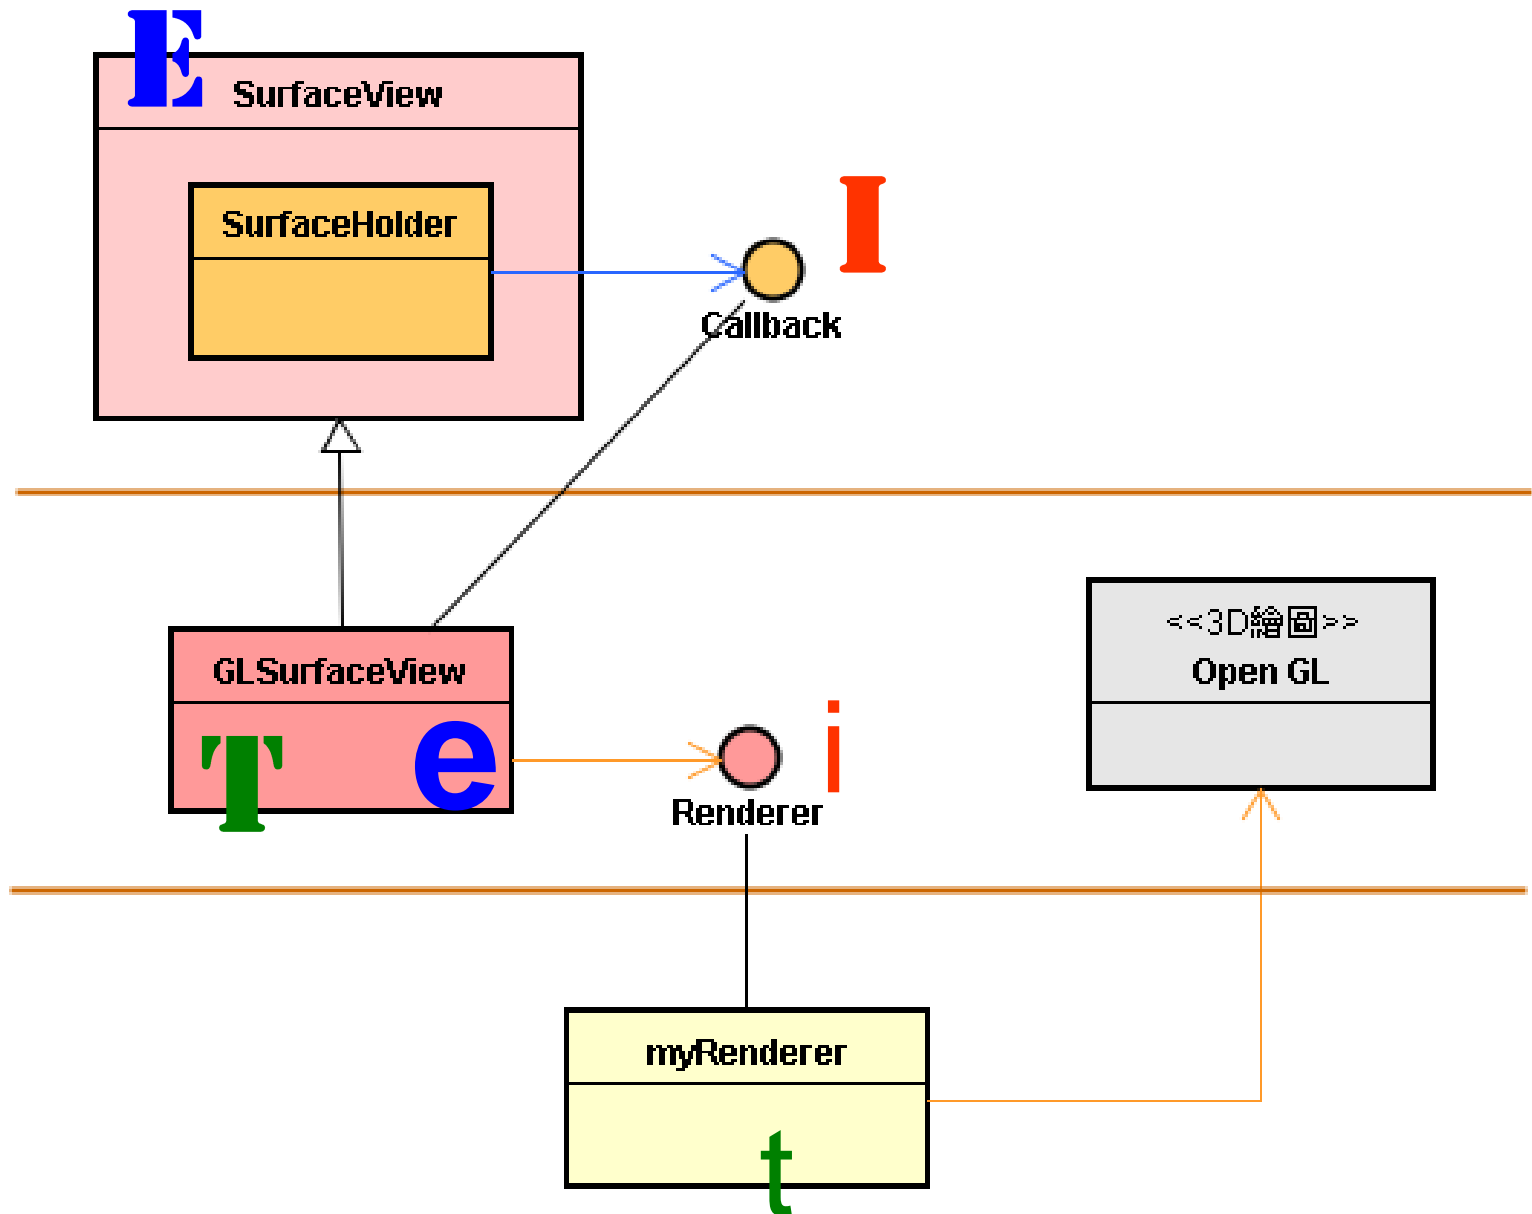 E
SurfaceView
SurfaceHolder
I
Callback
<<3D繪圖>>
Open GL
GLSurfaceView
T
e
i
Renderer
myRenderer
t